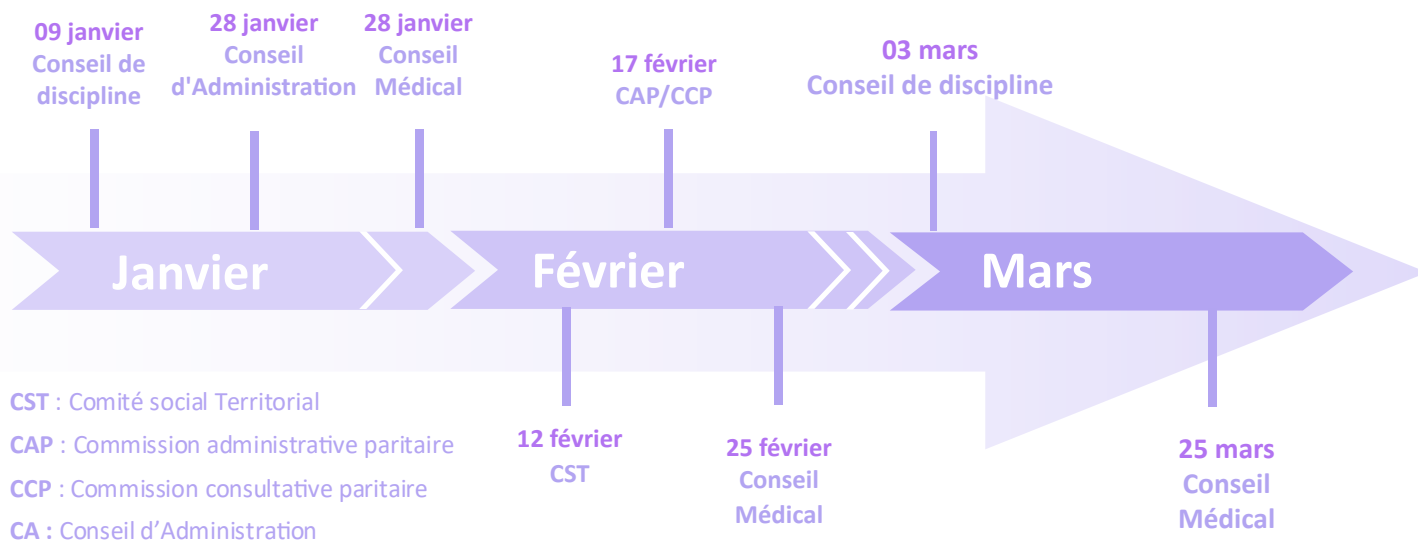 09 janvier
Conseil de
discipline
28 janvier
Conseil
d'Administration
28 janvier
Conseil
Médical
17 février
CAP/CCP
03 mars
Conseil de discipline
Janvier
Février
Mars
12 février
CST
25 février
Conseil
Médical
25 mars
Conseil
Médical
CST : Comité social Territorial
CAP : Commission administrative paritaire
CCP : Commission consultative paritaire
CA : Conseil d’Administration